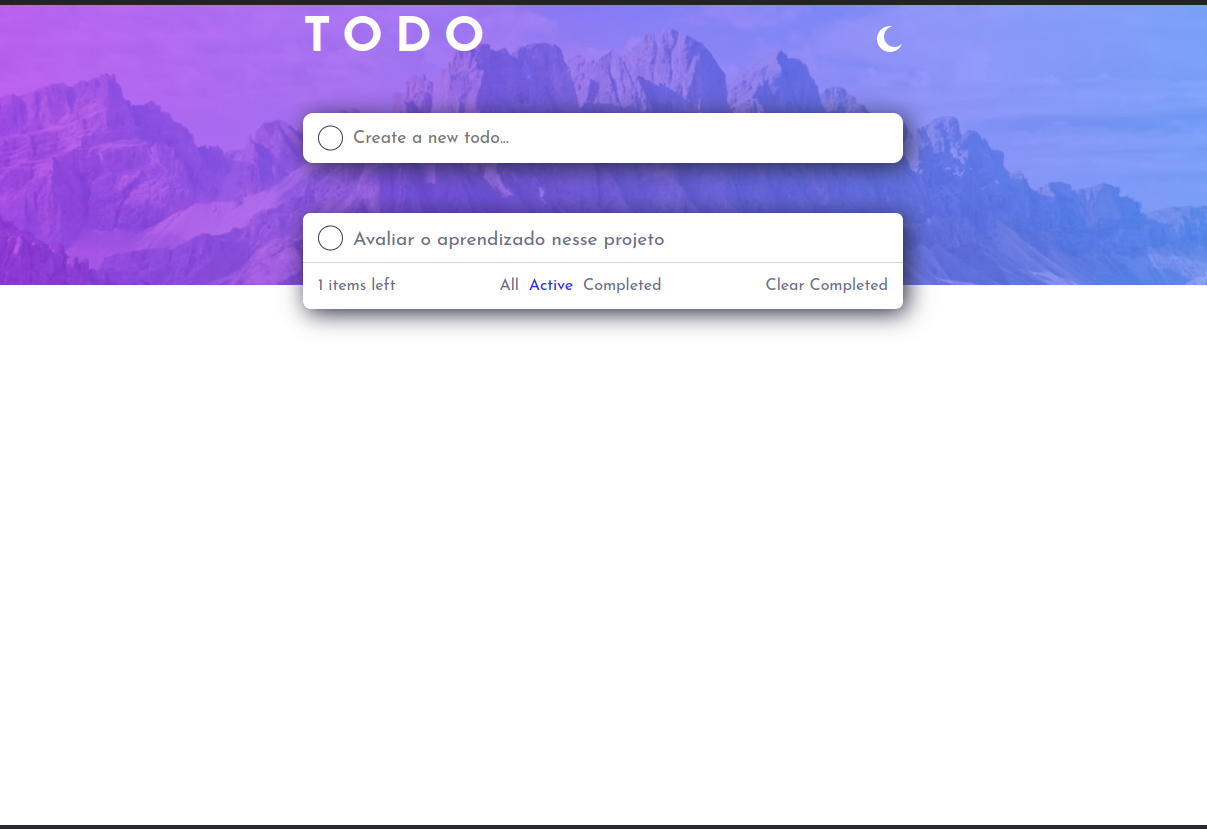 TODO
Create a new todo...
Avaliar o aprendizado nesse projeto
1 items left All Active Completed Clear Completed